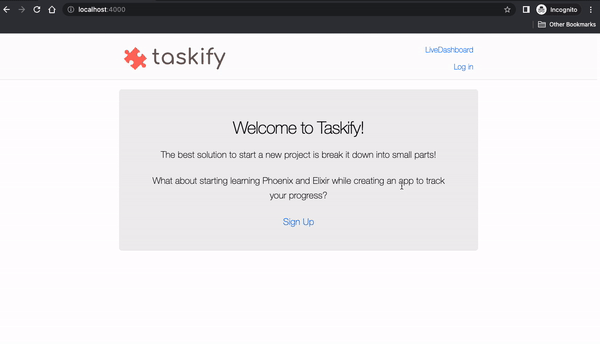 localhost:4000
Incognito
Other Bookmarks
taskify
LiveDashboard
Log in
Welcome to Taskify!
The best solution to start a new project is break it down into small parts!
What about starting learning Phoenix and Elixir while creating an app to track
your progress?
Sign Up